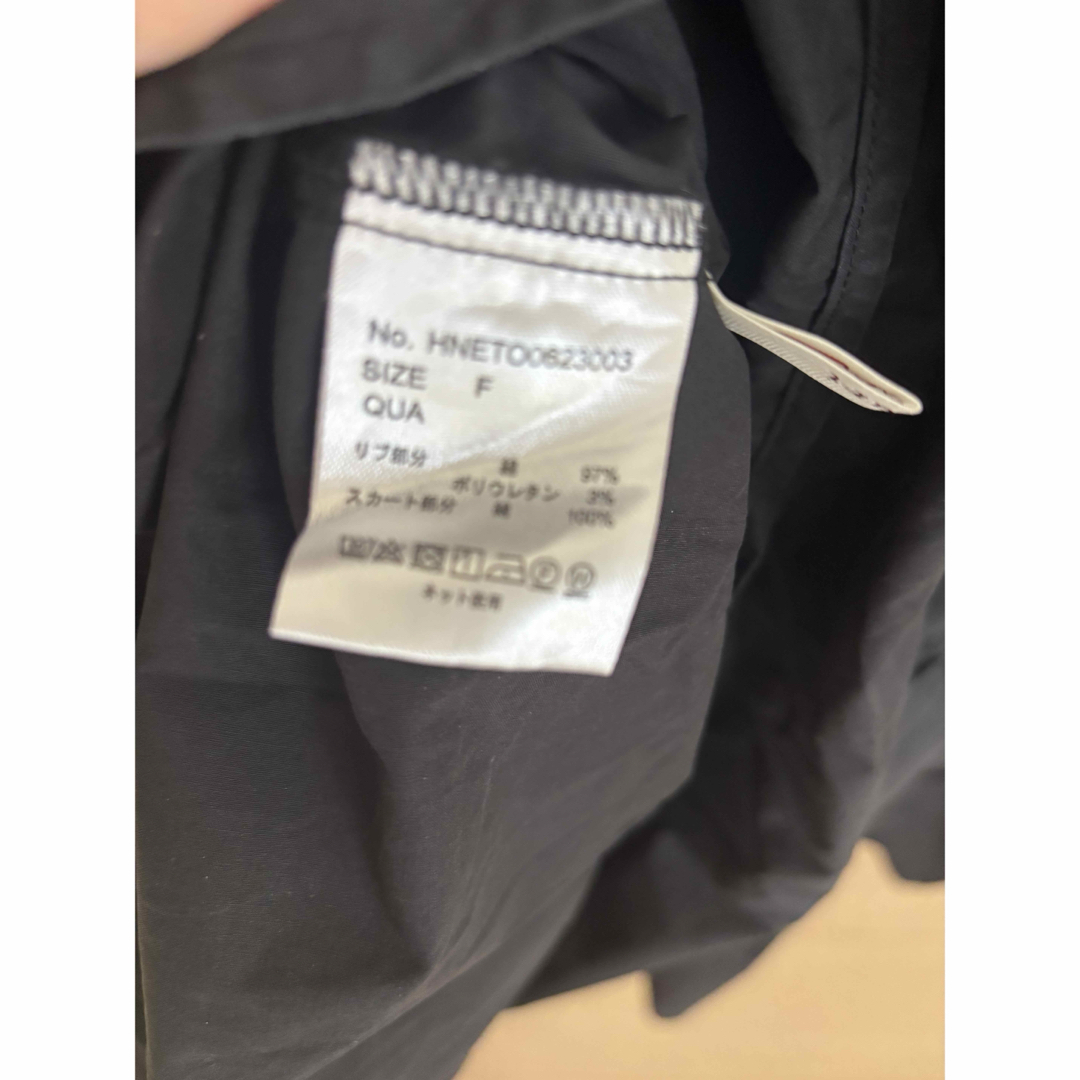 No. HNETO0623003
SIZE F
QUA
リブ部分 綿 97%
ポリウレタン 3%
スカート部分 綿 100%
ネット使用